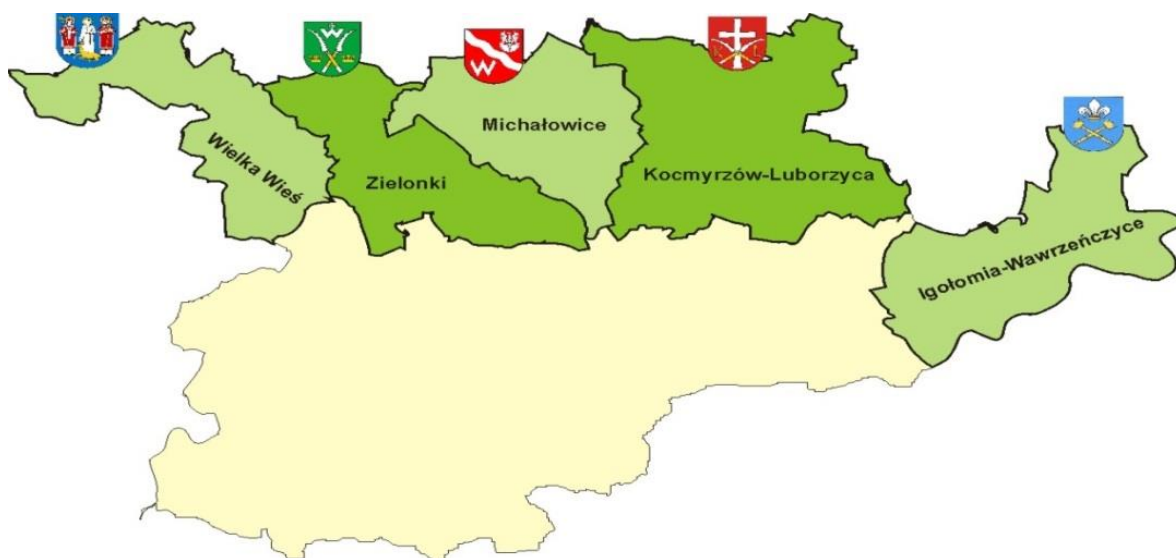 Wielka Wieś
Zielonki
Michałowice
W
K
L
Kocmyrzów-Luborzyca
Igołomia-Wawrzeńczyce